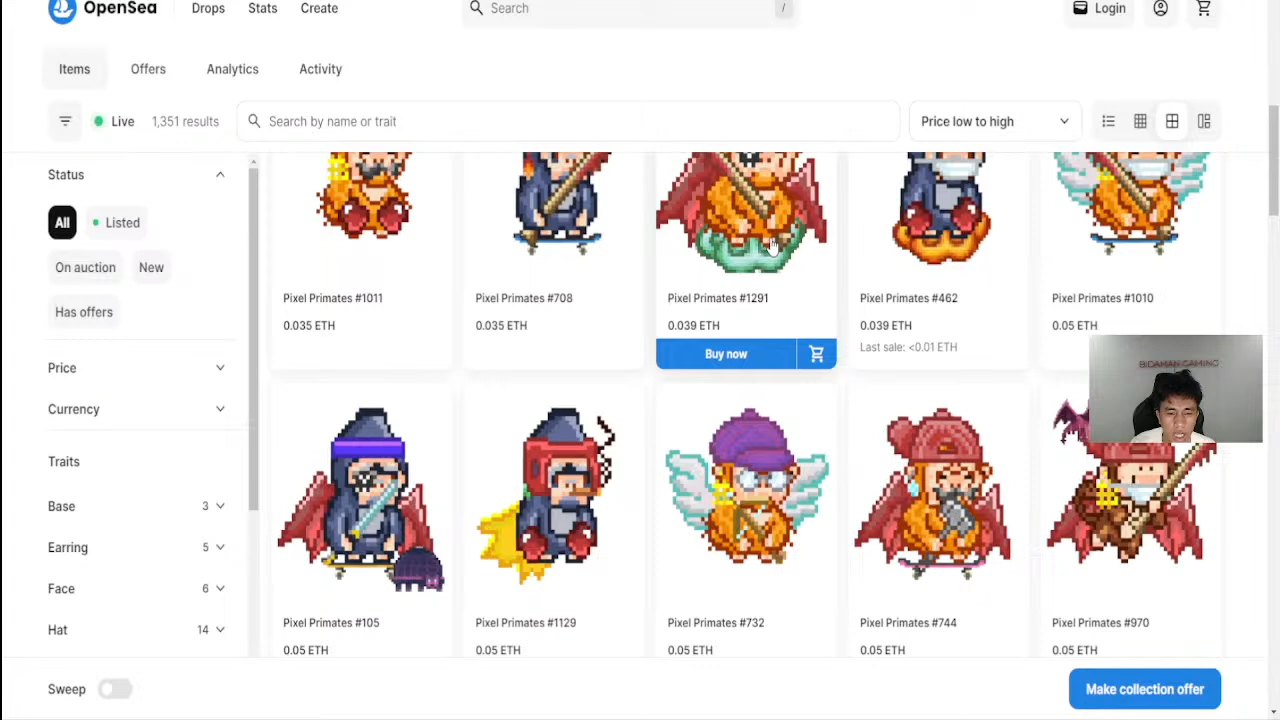 OpenSea
Drops
Stats
Create
Search
/
Login
Items
Offers
Analytics
Activity
Live
1,351 results
Search by name or trait
Price low to high
Status
All
Listed
On auction
New
Has offers
Price
Currency
Traits
Base 3
Earring 5
Face 6
Hat 14
Pixel Primates #1011
0.035 ETH
Pixel Primates #708
0.035 ETH
Pixel Primates #1291
0.039 ETH
Buy now
Pixel Primates #462
0.039 ETH
Last sale: <0.01 ETH
Pixel Primates #1010
0.05 ETH
BIDAMAN GAMING
Pixel Primates #105
0.05 ETH
Pixel Primates #1129
0.05 ETH
Pixel Primates #732
0.05 ETH
Pixel Primates #744
0.05 ETH
Pixel Primates #970
0.05 ETH
Sweep
Make collection offer